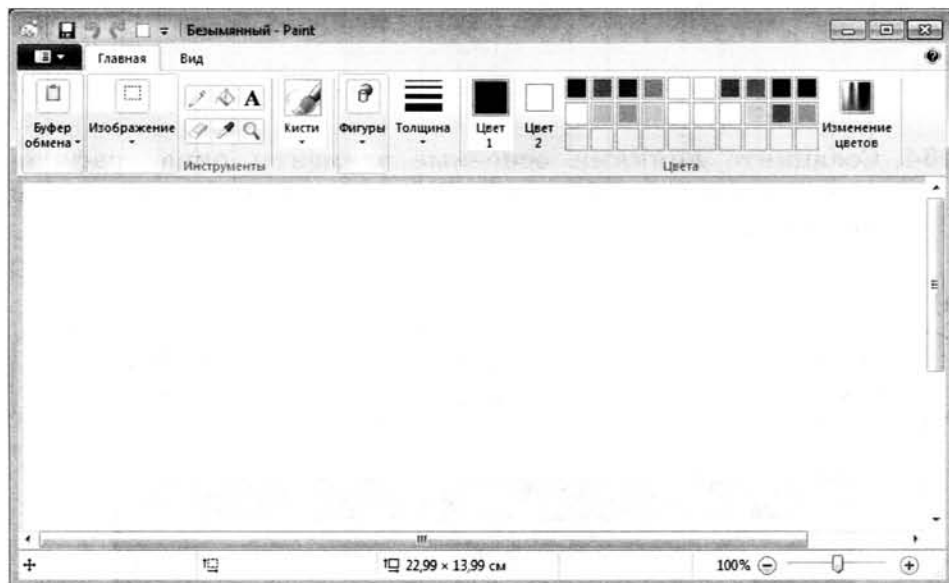 Безымянный - Paint
Главная Вид
Буфер обмена
Изображение
A
Инструменты
Кисти
Фигуры
Толщина
Цвет 1
Цвет 2
Изменение цветов
Цвета
22,99 × 13,99 см
100%